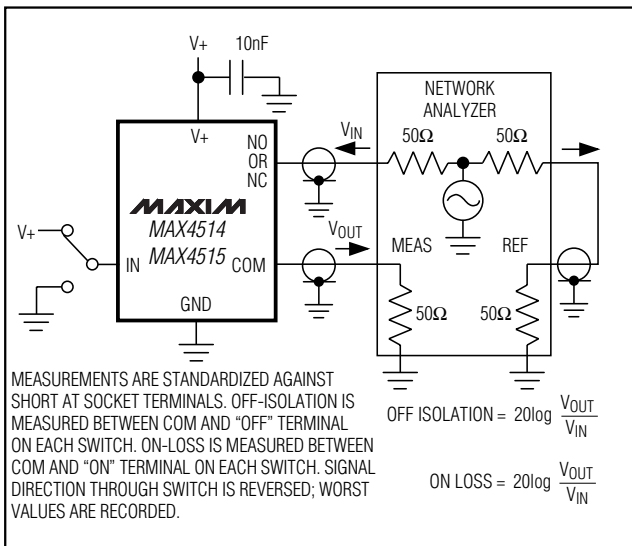 V+
10nF
V+
NO
OR
NC
MAXIM
MAX4514
MAX4515
COM
IN
GND
V+
VIN
VOUT
NETWORK
ANALYZER
50Ω
50Ω
MEAS
REF
50Ω
50Ω
MEASUREMENTS ARE STANDARDIZED AGAINST
SHORT AT SOCKET TERMINALS. OFF-ISOLATION IS
MEASURED BETWEEN COM AND “OFF” TERMINAL
ON EACH SWITCH. ON-LOSS IS MEASURED BETWEEN
COM AND “ON” TERMINAL ON EACH SWITCH. SIGNAL
DIRECTION THROUGH SWITCH IS REVERSED; WORST
VALUES ARE RECORDED.
OFF ISOLATION = 20log VOUT
VIN
ON LOSS = 20log VOUT
VIN